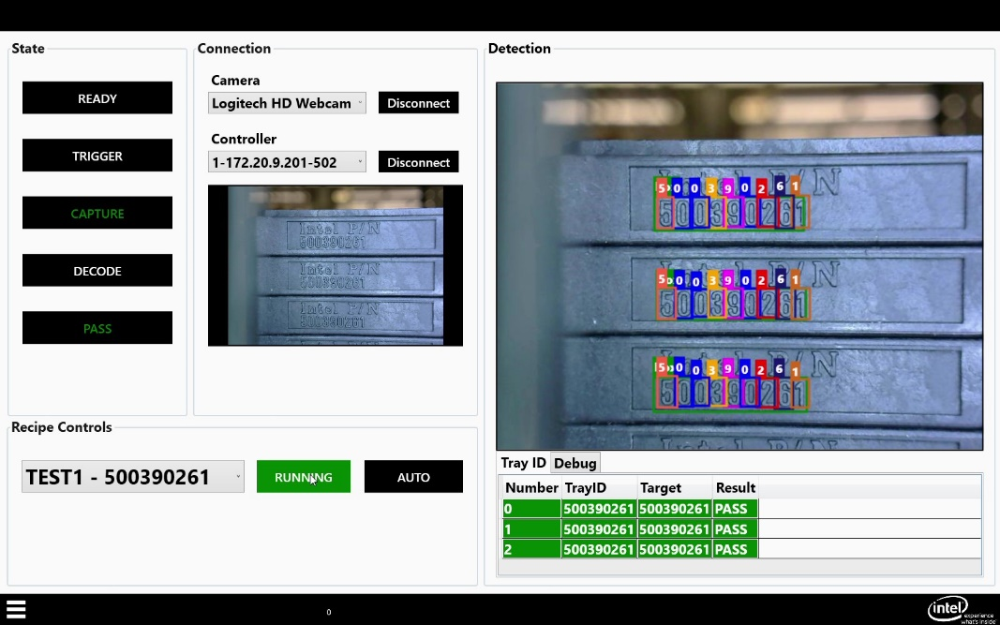 State
READY
TRIGGER
CAPTURE
DECODE
PASS
Connection
Camera
Logitech HD Webcam
Disconnect
Controller
1-172.20.9.201-502
Disconnect
Intel P/N
500390261
Intel P/N
500390261
Intel P/N
500390261
Detection
Intel P/N
5 0 0 3 9 0 2 6 1
500390261
Intel P/N
5 0 0 3 9 0 2 6 1
500390261
Intel P/N
5 0 0 3 9 0 2 6 1
500390261
Recipe Controls
TEST1 - 500390261
RUNNING
AUTO
Tray ID
Debug
Number TrayID Target Result
0 500390261 500390261 PASS
1 500390261 500390261 PASS
2 500390261 500390261 PASS
0
intel
experience
what's inside